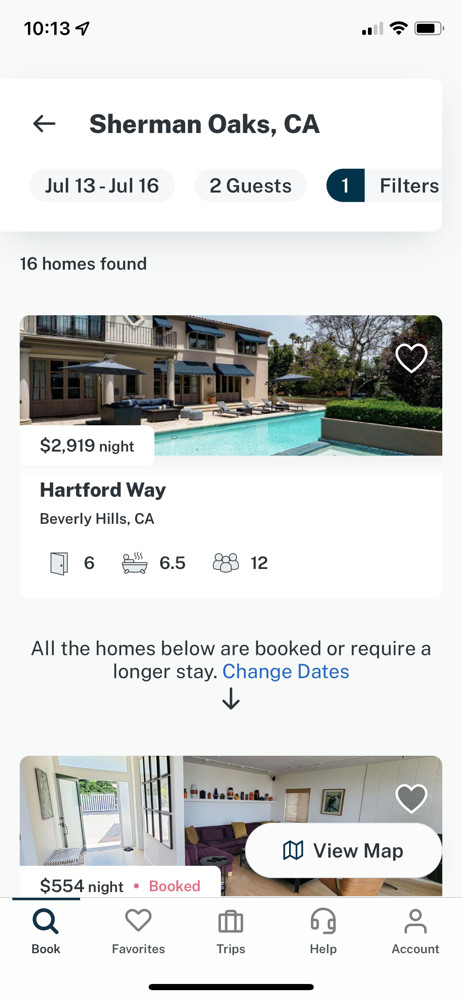 10:13
Sherman Oaks, CA
Jul 13 - Jul 16
2 Guests
1 Filters
16 homes found
$2,919 night
Hartford Way
Beverly Hills, CA
6 6.5 12
All the homes below are booked or require a
longer stay. Change Dates
View Map
$554 night • Booked
Book Favorites Trips Help Account